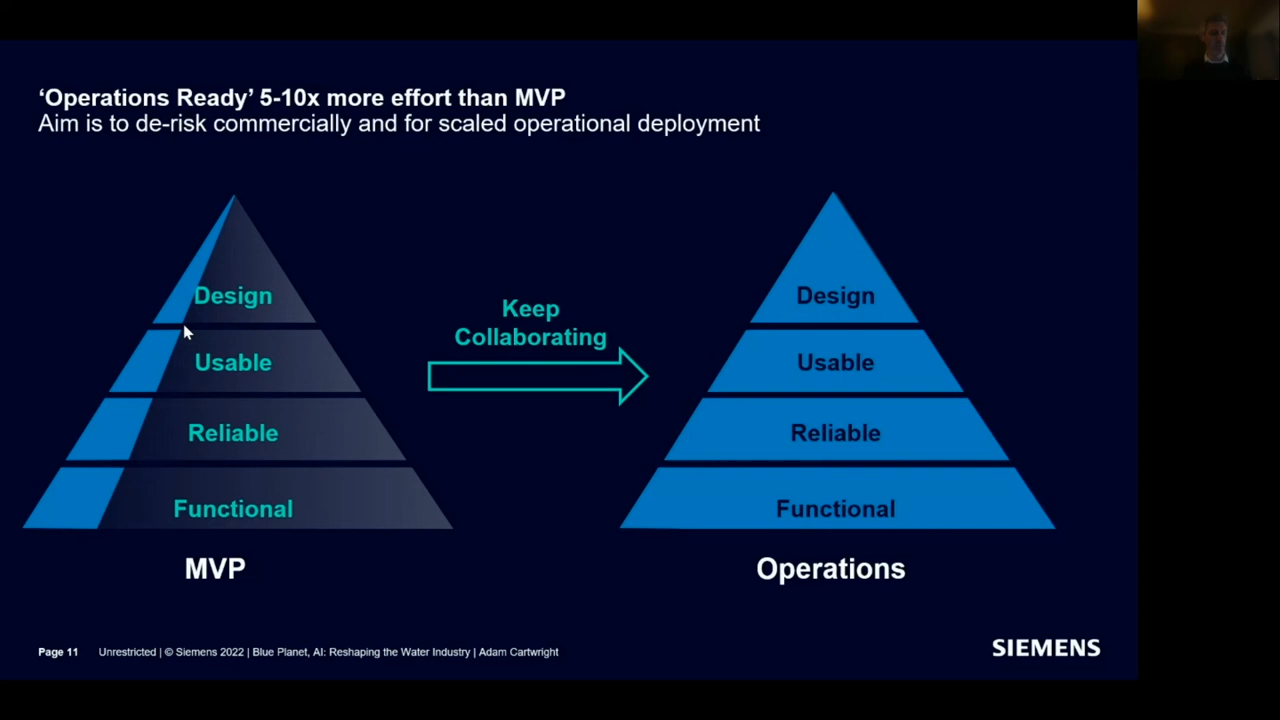 ‘Operations Ready’ 5-10x more effort than MVP
Aim is to de-risk commercially and for scaled operational deployment
Design
Usable
Reliable
Functional
MVP
Keep
Collaborating
Design
Usable
Reliable
Functional
Operations
Page 11 Unrestricted | © Siemens 2022 | Blue Planet, AI: Reshaping the Water Industry | Adam Cartwright
SIEMENS